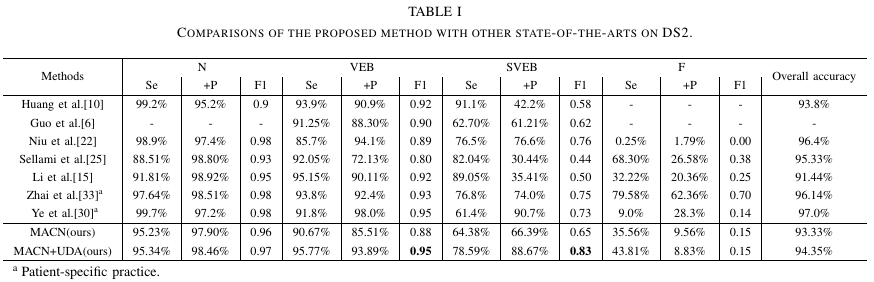 TABLE I
COMPARISONS OF THE PROPOSED METHOD WITH OTHER STATE-OF-THE-ARTS ON DS2.
Methods N VEB SVEB F Overall accuracy
Se +P F1 Se +P F1 Se +P F1 Se +P F1
Huang et al.[10] 99.2% 95.2% 0.9 93.9% 90.9% 0.92 91.1% 42.2% 0.58 - - - 93.8%
Guo et al.[6] - - - 91.25% 88.30% 0.90 62.70% 61.21% 0.62 - - - -
Niu et al.[22] 98.9% 97.4% 0.98 85.7% 94.1% 0.89 76.5% 76.6% 0.76 0.25% 1.79% 0.00 96.4%
Sellami et al.[25] 88.51% 98.80% 0.93 92.05% 72.13% 0.80 82.04% 30.44% 0.44 68.30% 26.58% 0.38 95.33%
Li et al.[15] 91.81% 98.92% 0.95 95.15% 90.11% 0.92 89.05% 35.41% 0.50 32.22% 20.36% 0.25 91.44%
Zhai et al.[33]a 97.64% 98.51% 0.98 93.8% 92.4% 0.93 76.8% 74.0% 0.75 79.58% 62.36% 0.70 96.14%
Ye et al.[30]a 99.7% 97.2% 0.98 91.8% 98.0% 0.95 61.4% 90.7% 0.73 9.0% 28.3% 0.14 97.0%
MACN(ours) 95.23% 97.90% 0.96 90.67% 85.51% 0.88 64.38% 66.39% 0.65 35.56% 9.56% 0.15 93.33%
MACN+UDA(ours) 95.34% 98.46% 0.97 95.77% 93.89% 0.95 78.59% 88.67% 0.83 43.81% 8.83% 0.15 94.35%
a Patient-specific practice.